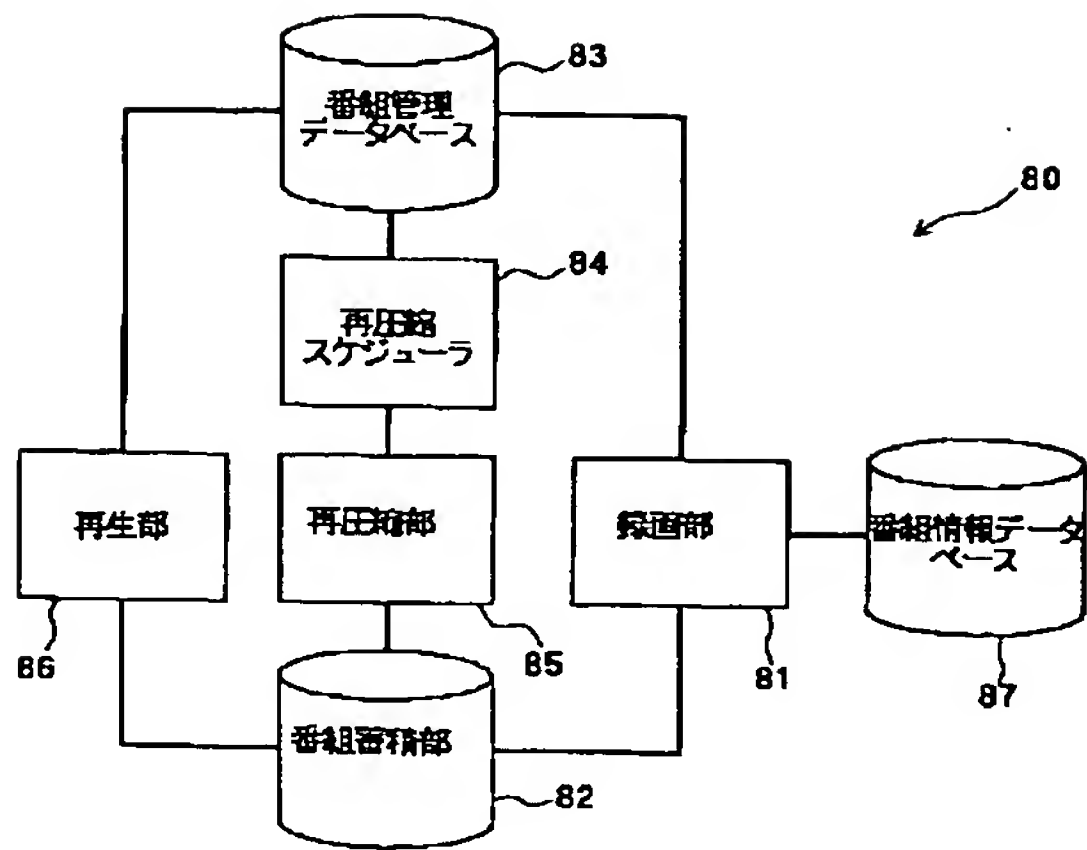 83
番組管理
データベース
80
84
再圧縮
スケジューラ
再生部
再圧縮部
録画部
番組情報データ
ベース
86
85
81
87
番組蓄積部
82